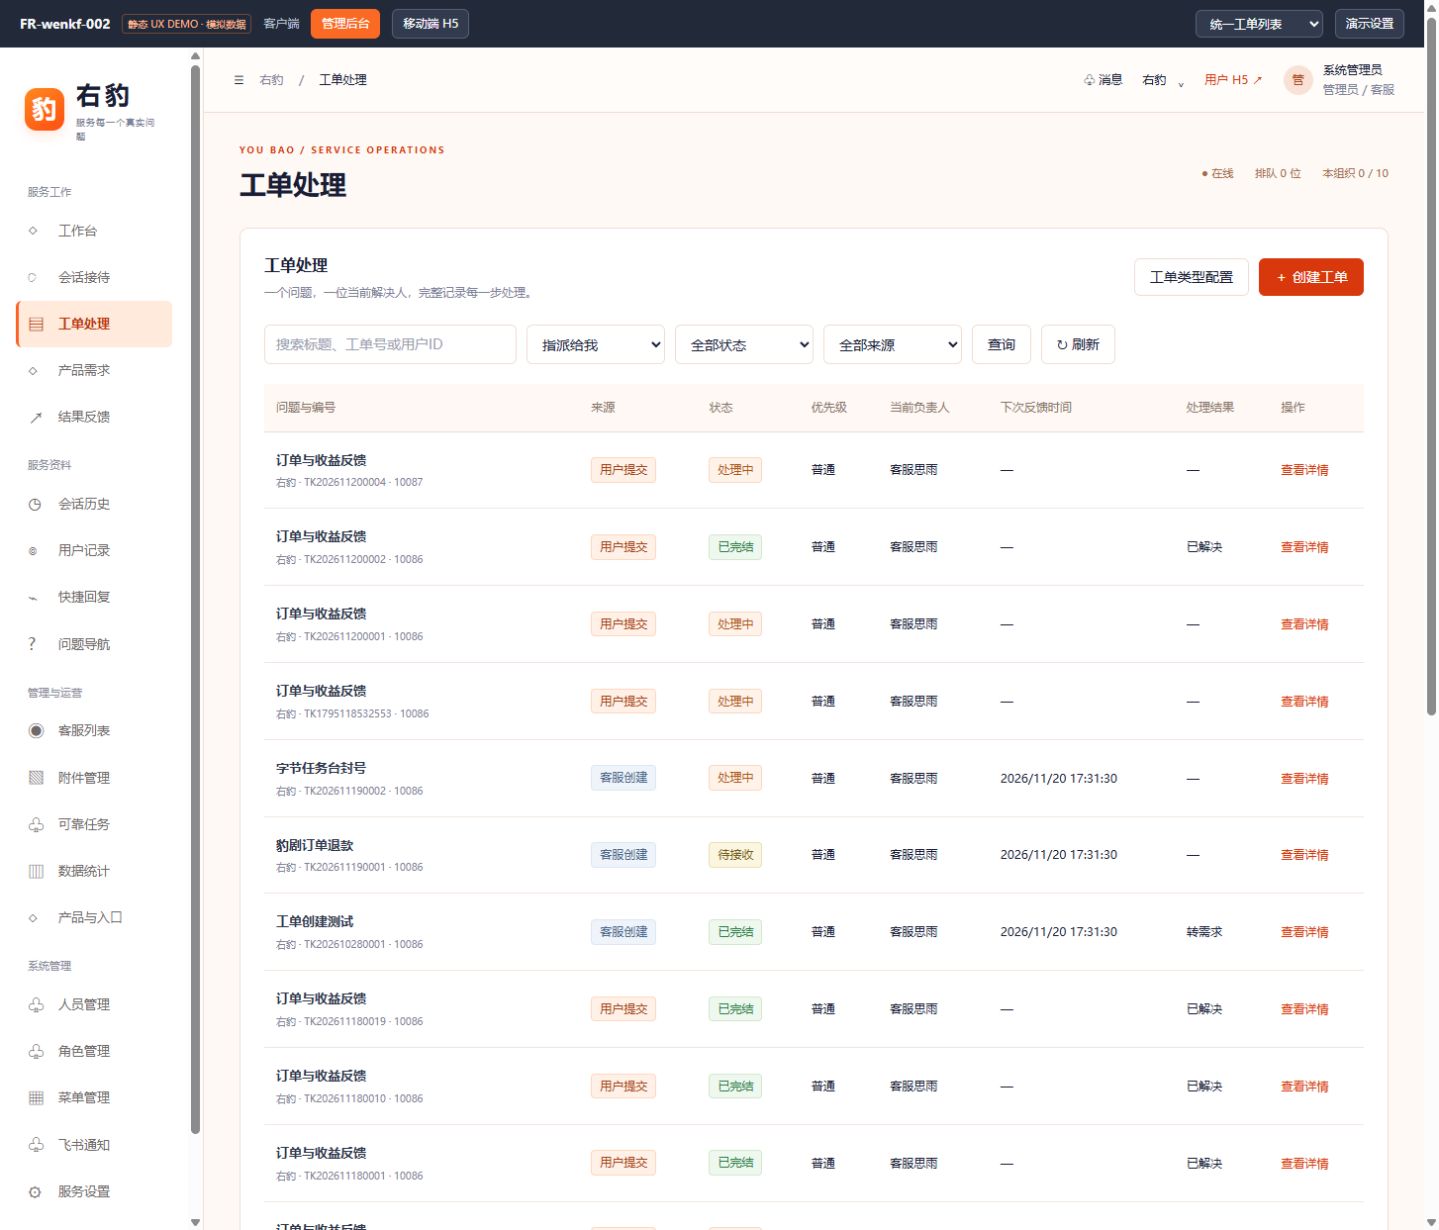 FR-wenkf-002 静态 UX DEMO · 模拟数据 客户端 管理后台 移动端 H5 统一工单列表 演示设置
豹 右豹
服务每一个真实问
题
☰ 右豹 / 工单处理
消息 右豹 用户 H5 ↗ 管 系统管理员
管理员 / 客服
服务工作
工作台
会话接待
工单处理
产品需求
结果反馈
服务资料
会话历史
用户记录
快捷回复
? 问题导航
管理与运营
客服列表
附件管理
可靠任务
数据统计
产品与入口
系统管理
人员管理
角色管理
菜单管理
飞书通知
服务设置
YOU BAO / SERVICE OPERATIONS
工单处理
● 在线 排队 0 位 本组织 0 / 10
工单处理
一个问题，一位当前解决人，完整记录每一步处理。
工单类型配置 + 创建工单
搜索标题、工单号或用户ID 指派给我 全部状态 全部来源 查询 ↻ 刷新
问题与编号 来源 状态 优先级 当前负责人 下次反馈时间 处理结果 操作
订单与收益反馈 用户提交 处理中 普通 客服思雨 — — 查看详情
右豹 · TK202611200004 · 10087
订单与收益反馈 用户提交 已完结 普通 客服思雨 — 已解决 查看详情
右豹 · TK202611200002 · 10086
订单与收益反馈 用户提交 处理中 普通 客服思雨 — — 查看详情
右豹 · TK202611200001 · 10086
订单与收益反馈 用户提交 处理中 普通 客服思雨 — — 查看详情
右豹 · TK1795118532553 · 10086
字节任务台封号 客服创建 处理中 普通 客服思雨 2026/11/20 17:31:30 — 查看详情
右豹 · TK202611190002 · 10086
豹剧订单退款 客服创建 待接收 普通 客服思雨 2026/11/20 17:31:30 — 查看详情
右豹 · TK202611190001 · 10086
工单创建测试 客服创建 已完结 普通 客服思雨 2026/11/20 17:31:30 转需求 查看详情
右豹 · TK202610280001 · 10086
订单与收益反馈 用户提交 已完结 普通 客服思雨 — 已解决 查看详情
右豹 · TK202611180019 · 10086
订单与收益反馈 用户提交 已完结 普通 客服思雨 — 已解决 查看详情
右豹 · TK202611180010 · 10086
订单与收益反馈 用户提交 已完结 普通 客服思雨 — 已解决 查看详情
右豹 · TK202611180001 · 10086
订单与收益反馈